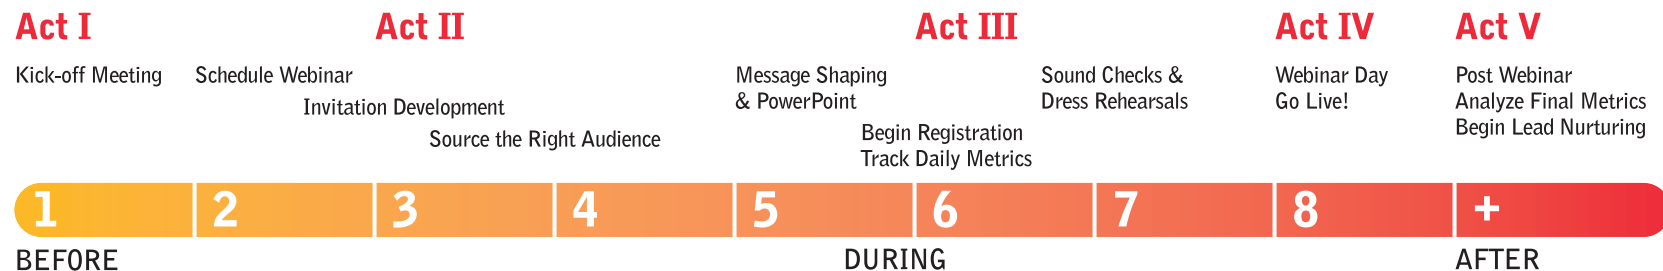 Act I
Act II
Act III
Act IV
Act V
Kick-off Meeting
Schedule Webinar
Invitation Development
Source the Right Audience
Message Shaping
& PowerPoint
Begin Registration
Track Daily Metrics
Sound Checks &
Dress Rehearsals
Webinar Day
Go Live!
Post Webinar
Analyze Final Metrics
Begin Lead Nurturing
1
2
3
4
5
6
7
8
+
BEFORE
DURING
AFTER